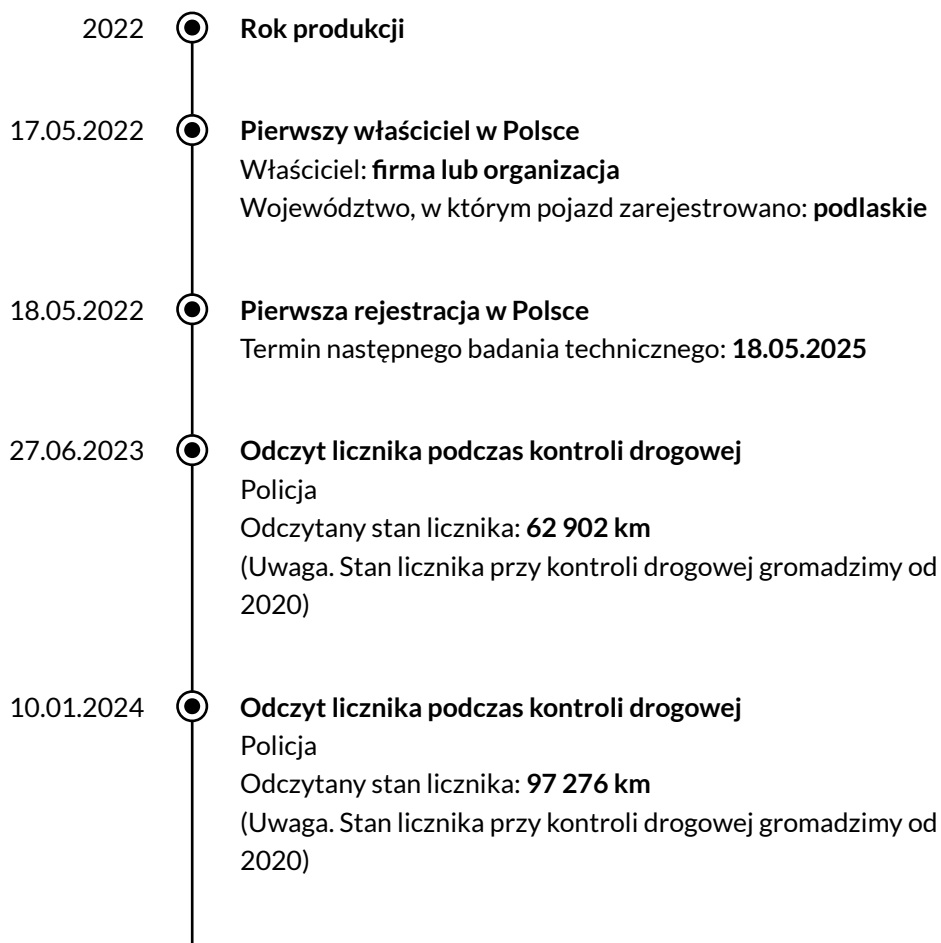 2022 Rok produkcji
17.05.2022 Pierwszy właściciel w Polsce
Właściciel: firma lub organizacja
Województwo, w którym pojazd zarejestrowano: podlaskie
18.05.2022 Pierwsza rejestracja w Polsce
Termin następnego badania technicznego: 18.05.2025
27.06.2023 Odczyt licznika podczas kontroli drogowej
Policja
Odczytany stan licznika: 62 902 km
(Uwaga. Stan licznika przy kontroli drogowej gromadzimy od
2020)
10.01.2024 Odczyt licznika podczas kontroli drogowej
Policja
Odczytany stan licznika: 97 276 km
(Uwaga. Stan licznika przy kontroli drogowej gromadzimy od
2020)